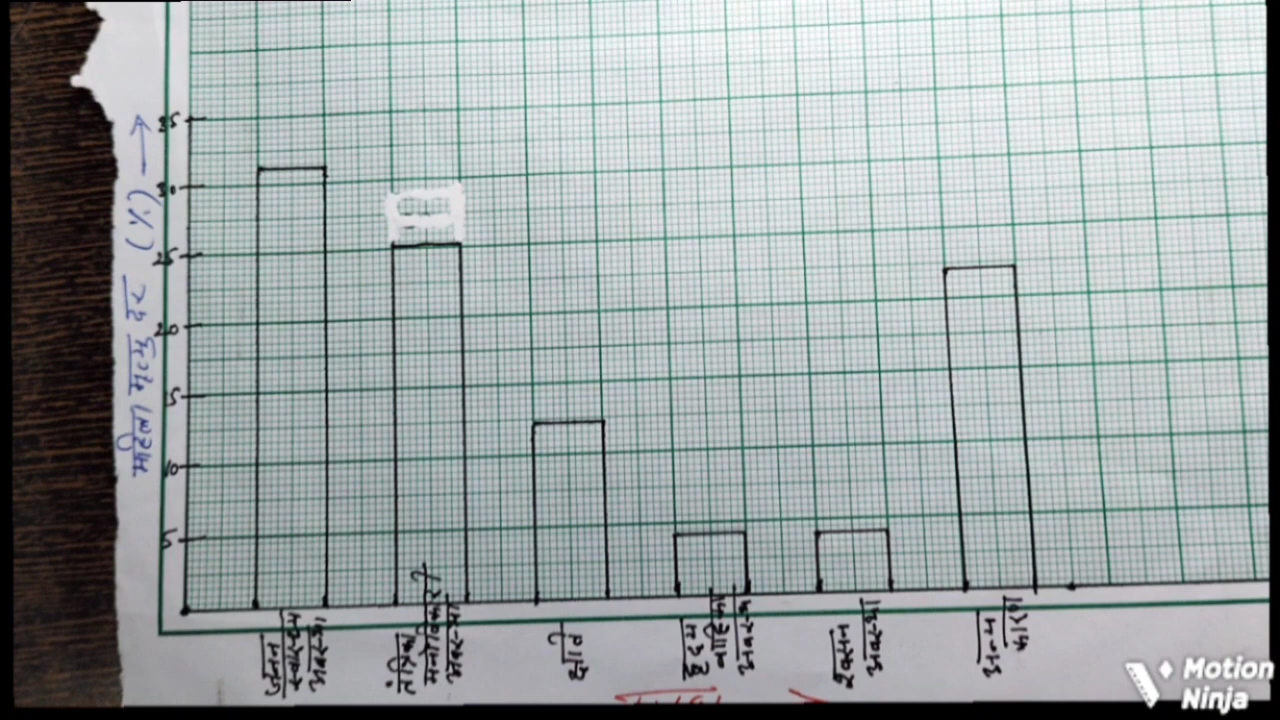 35
30
25
20
15
10
5
महिला मृत्यु दर (%) →
जनन
स्वास्थ्य
अवस्था
तंत्रिका
मनोविकारी
अवस्था
क्षति
हृदय
वाहिका
अवस्था
श्वसन
अवस्था
अन्य
कारण
Motion
Ninja